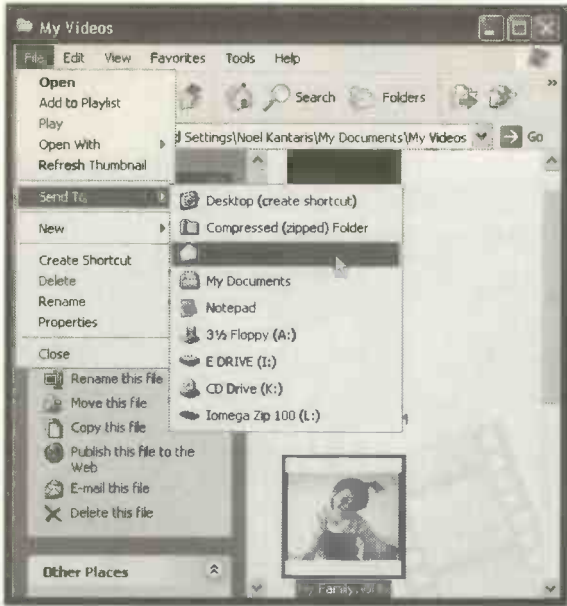 My Videos
File Edit View Favorites Tools Help
Search Folders
Settings\Noel Kantaris\My Documents\My Videos Go
Open
Add to Playlist
Play
Open With
Refresh Thumbnail
Send To
New
Create Shortcut
Delete
Rename
Properties
Close
Desktop (create shortcut)
Compressed (zipped) Folder
My Documents
Notepad
3½ Floppy (A:)
E DRIVE (I:)
CD Drive (K:)
Iomega Zip 100 (L:)
Rename this file
Move this file
Copy this file
Publish this file to the
Web
E-mail this file
Delete this file
Other Places
My Family